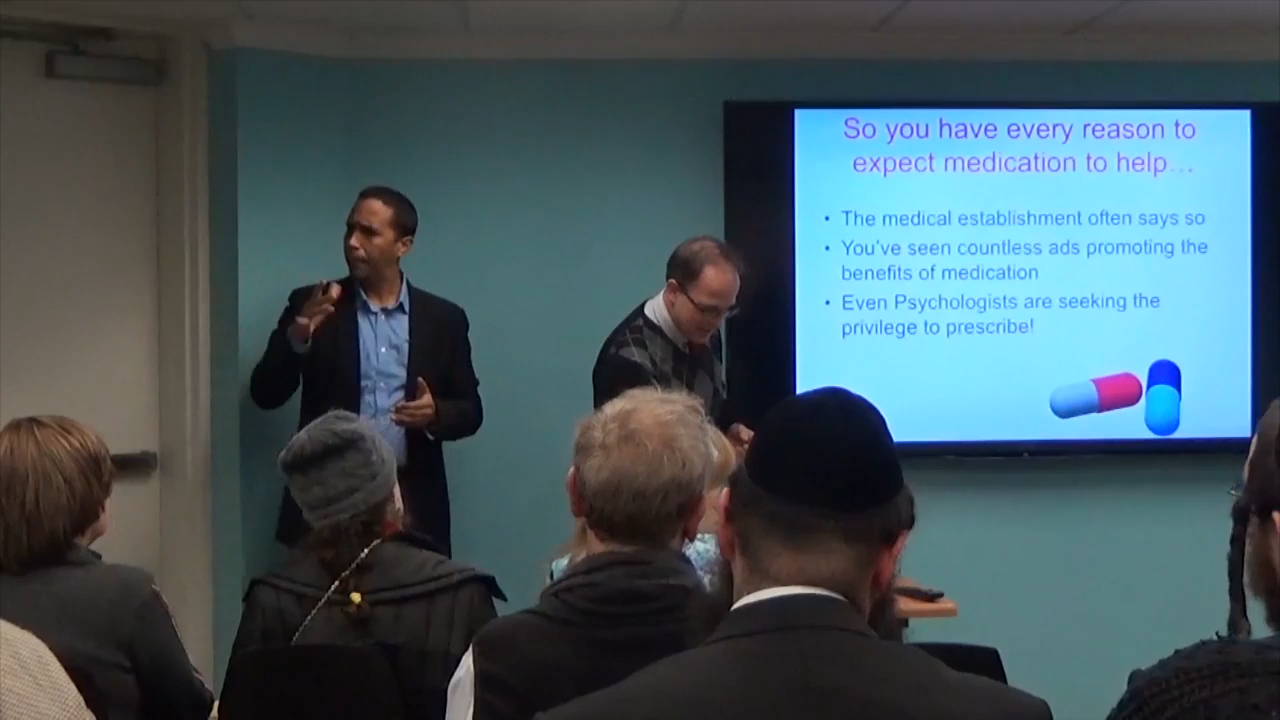 So you have every reason to
expect medication to help…
• The medical establishment often says so
• You've seen countless ads promoting the
benefits of medication
• Even Psychologists are seeking the
privilege to prescribe!